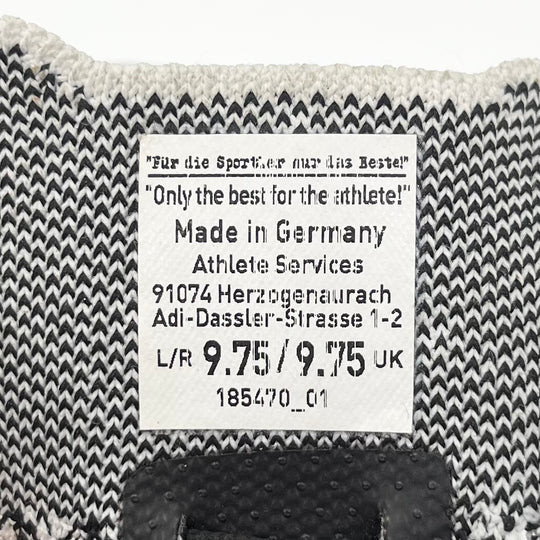 "Für die Sportler nur das Beste!"
"Only the best for the athlete!"
Made in Germany
Athlete Services
91074 Herzogenaurach
Adi-Dassler-Strasse 1-2
L/R 9.75/9.75 UK
185470_01